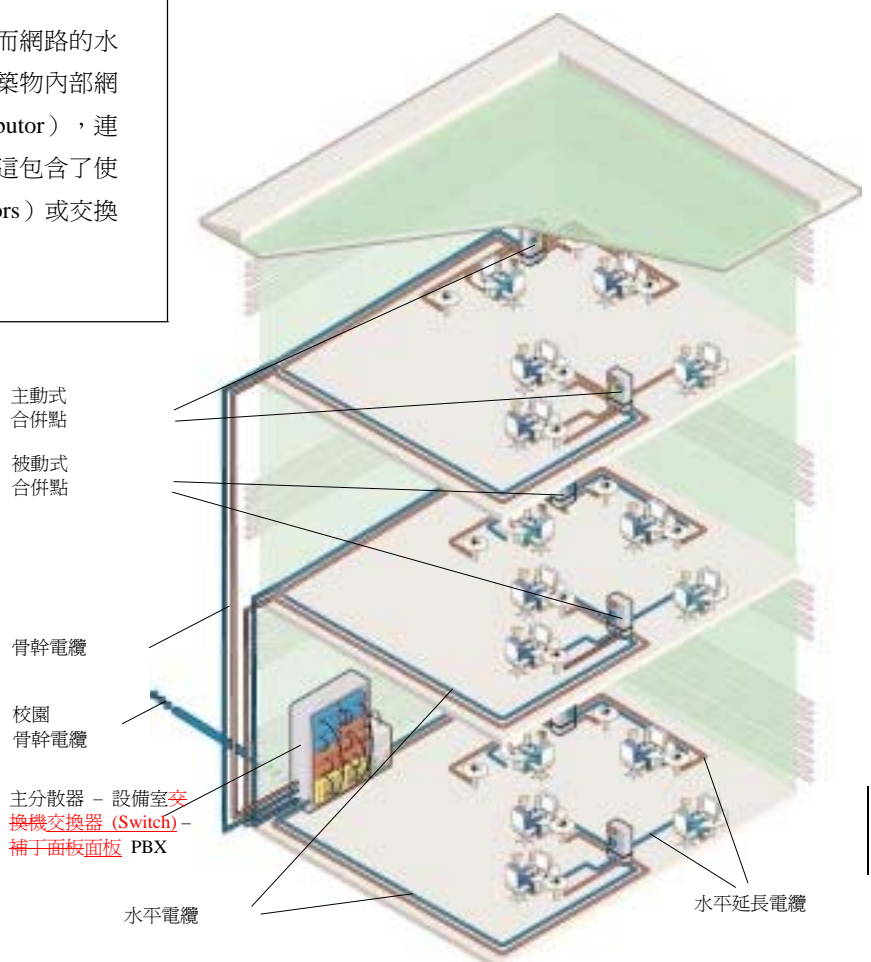 而網路的水
築物內部網
butor），連
這包含了使
ors）或交換
主動式
合併點
被動式
合併點
骨幹電纜
校園
骨幹電纜
主分散器 – 設備室交
換機交換器 (Switch) –
補丁面板面板 PBX
水平電纜
水平延長電纜